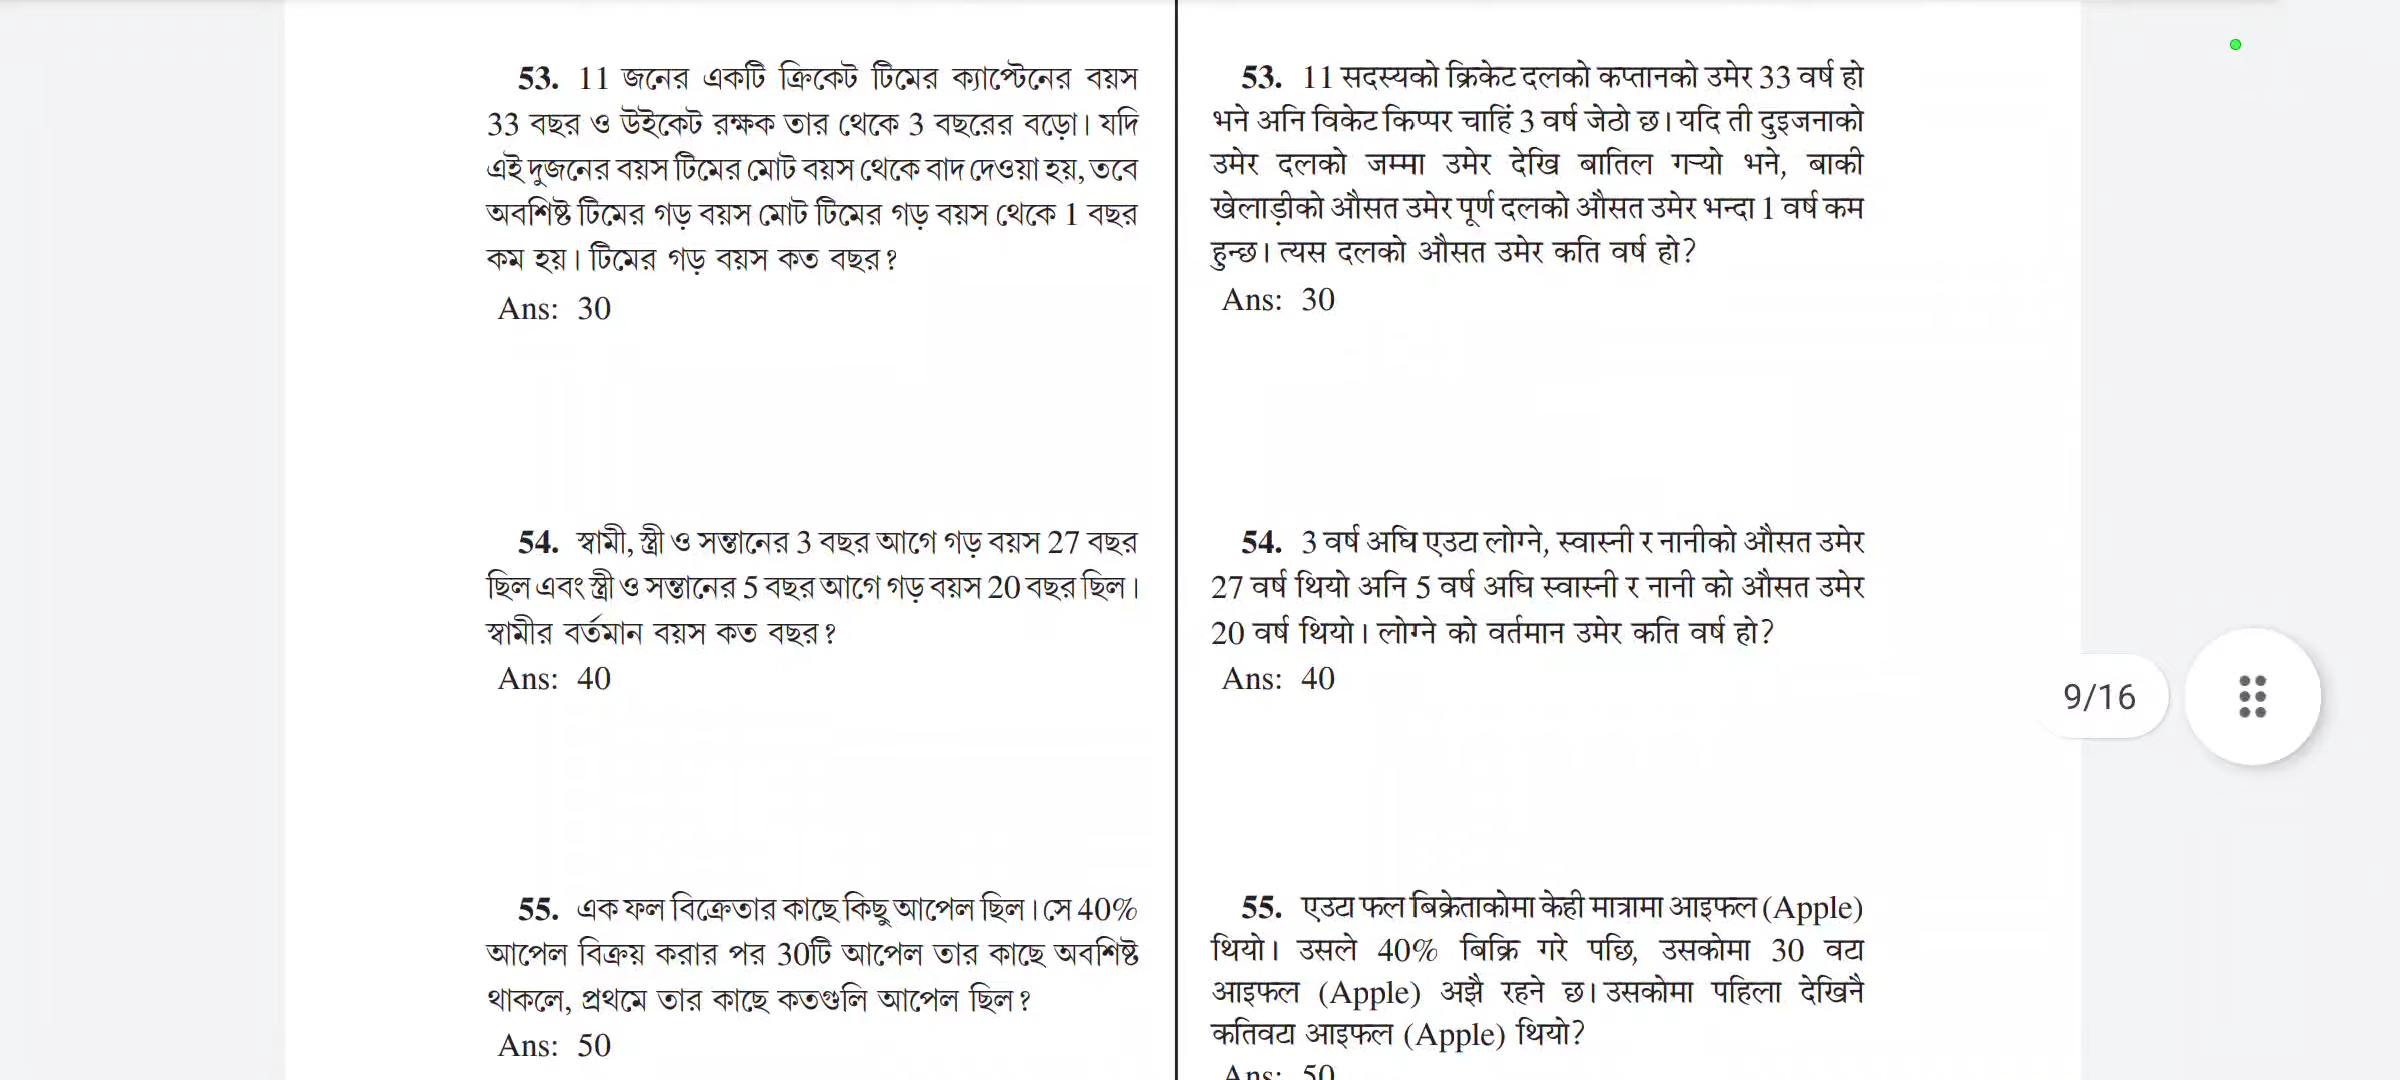 53. 11 জনের একটি ক্রিকেট টিমের ক্যাপ্টেনের বয়স
33 বছর ও উইকেট রক্ষক তার থেকে 3 বছরের বড়ো। যদি
এই দুজনের বয়স টিমের মোট বয়স থেকে বাদ দেওয়া হয়, তবে
অবশিষ্ট টিমের গড় বয়স মোট টিমের গড় বয়স থেকে 1 বছর
কম হয়। টিমের গড় বয়স কত বছর?
Ans: 30
54. স্বামী, স্ত্রী ও সন্তানের 3 বছর আগে গড় বয়স 27 বছর
ছিল এবং স্ত্রী ও সন্তানের 5 বছর আগে গড় বয়স 20 বছর ছিল।
স্বামীর বর্তমান বয়স কত বছর?
Ans: 40
55. এক ফল বিক্রেতার কাছে কিছু আপেল ছিল। সে 40%
আপেল বিক্রয় করার পর 30টি আপেল তার কাছে অবশিষ্ট
থাকলে, প্রথমে তার কাছে কতগুলি আপেল ছিল?
Ans: 50
53. 11 सदस्यको क्रिकेट दलको कप्तानको उमेर 33 वर्ष हो
भने अनि विकेट किप्पर चाहिं 3 वर्ष जेठो छ। यदि ती दुइजनाको
उमेर दलको जम्मा उमेर देखि बातिल गर्‍यो भने, बाकी
खेलाड़ीको औसत उमेर पूर्ण दलको औसत उमेर भन्दा 1 वर्ष कम
हुन्छ। त्यस दलको औसत उमेर कति वर्ष हो?
Ans: 30
54. 3 वर्ष अघि एउटा लोग्ने, स्वास्नी र नानीको औसत उमेर
27 वर्ष थियो अनि 5 वर्ष अघि स्वास्नी र नानी को औसत उमेर
20 वर्ष थियो। लोग्ने को वर्तमान उमेर कति वर्ष हो?
Ans: 40
55. एउटा फल बिक्रेताकोमा केही मात्रामा आइफल (Apple)
थियो। उसले 40% बिक्रि गरे पछि, उसकोमा 30 वटा
आइफल (Apple) अझै रहने छ। उसकोमा पहिला देखिनै
कतिवटा आइफल (Apple) थियो?
Ans: 50
9/16